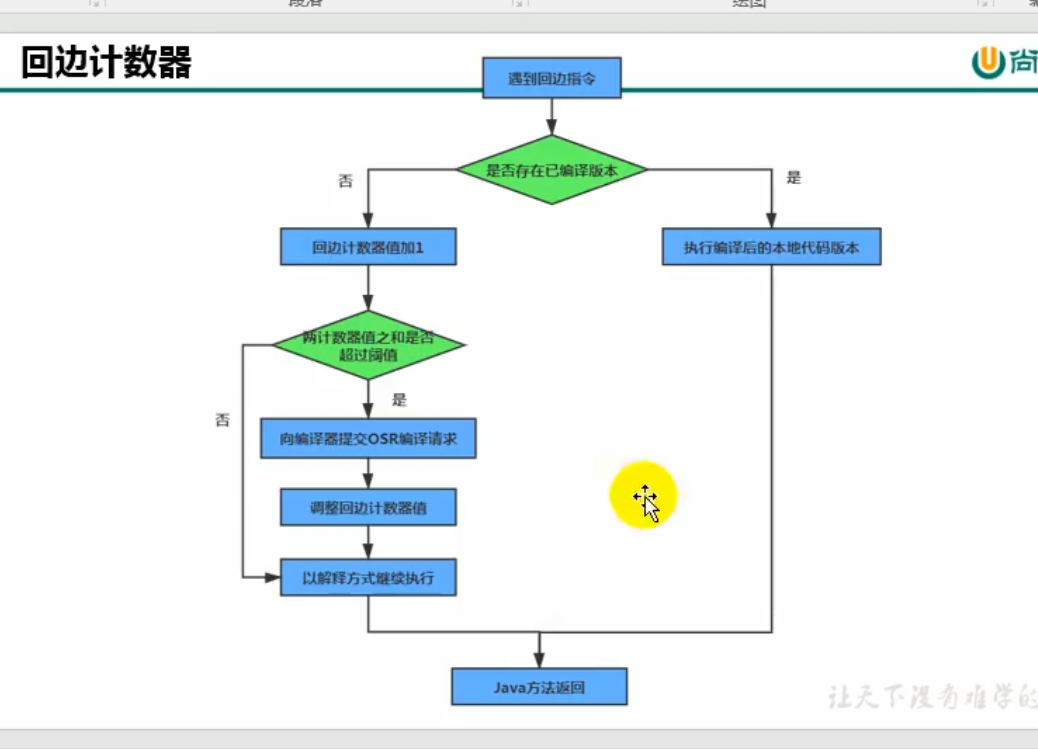 回边计数器
尚
遇到回边指令
是否存在已编译版本
否
是
回边计数器值加1
执行编译后的本地代码版本
两计数器值之和是否
超过阈值
是
否
向编译器提交OSR编译请求
调整回边计数器值
以解释方式继续执行
Java方法返回
让天下没有难学的